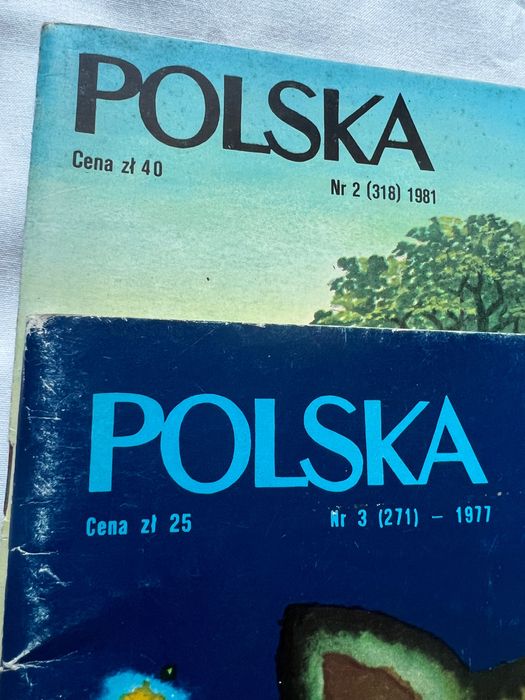 POLSKA
Cena zł 40
Nr 2 (318) 1981
POLSKA
Cena zł 25
Nr 3 (271) - 1977